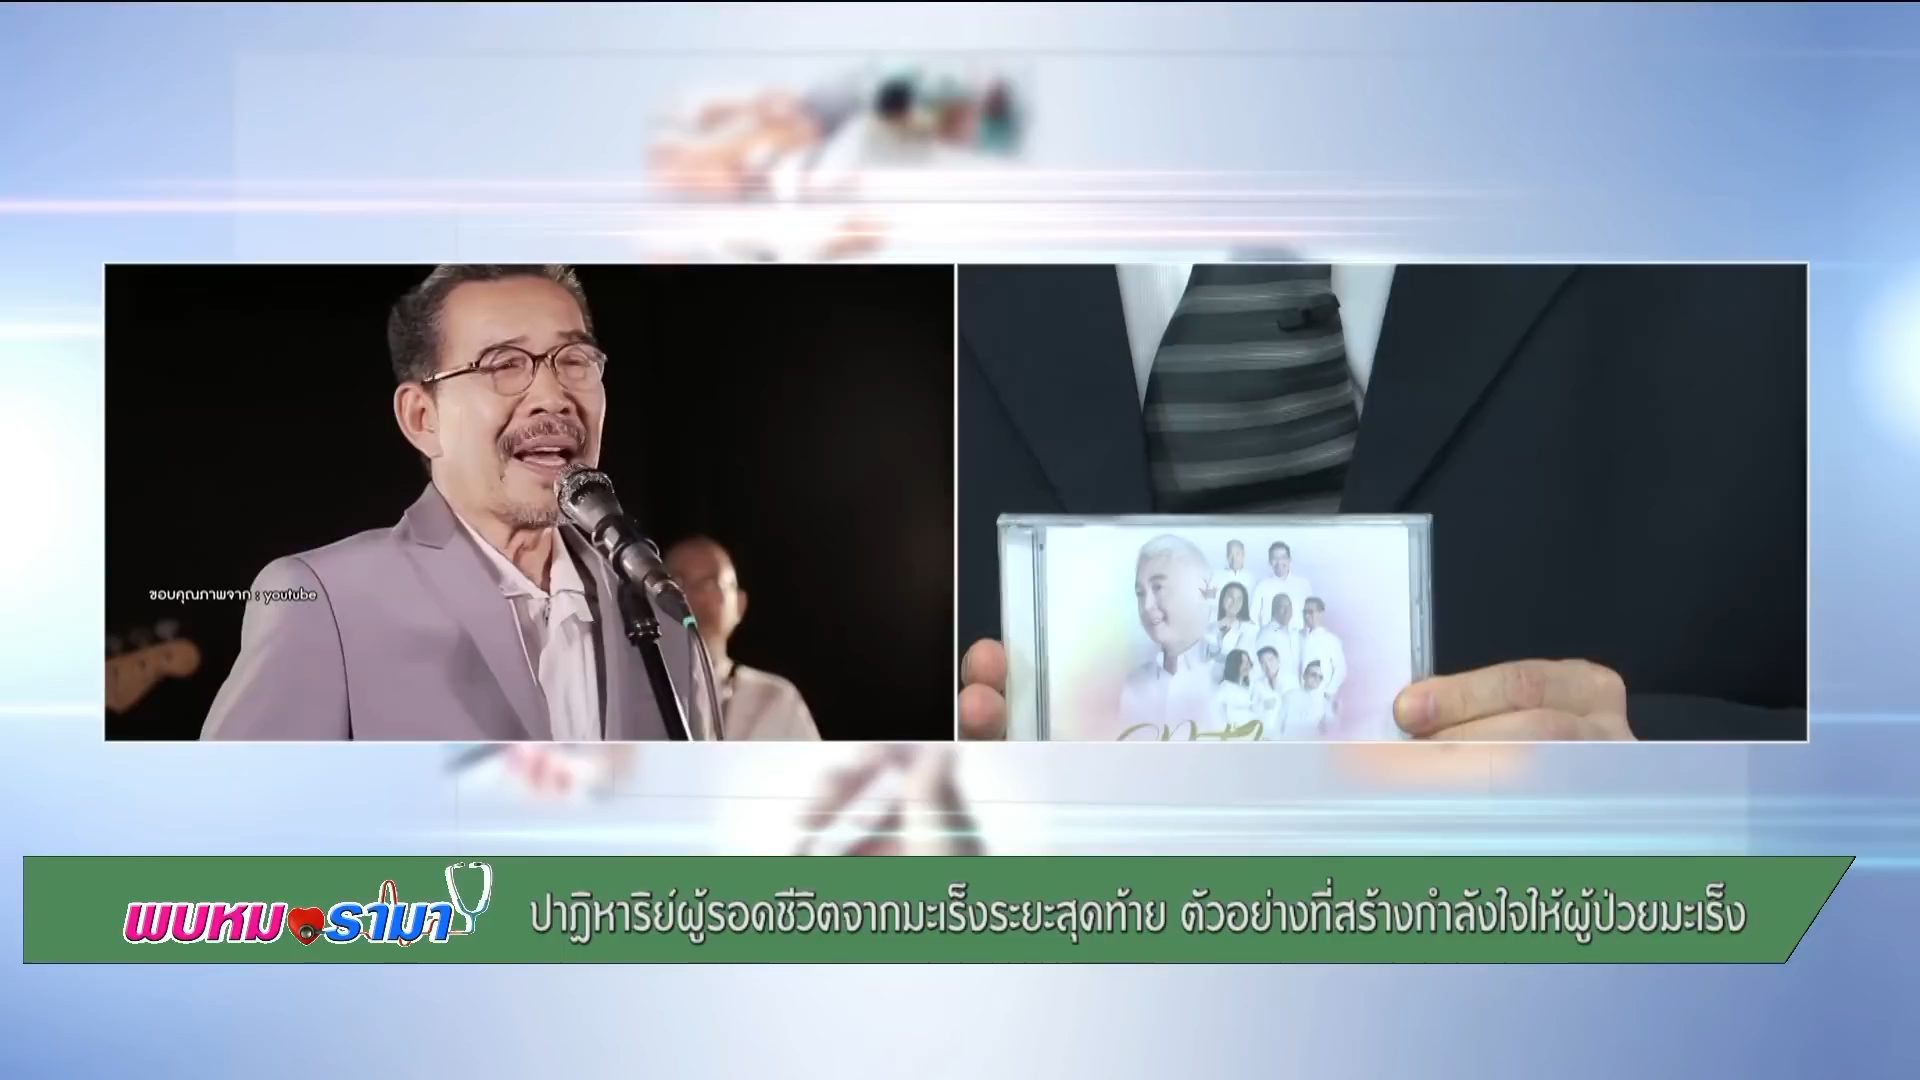 ขอบคุณภาพจาก : youtube
พบหมอรามา
ปาฏิหาริย์ผู้รอดชีวิตจากมะเร็งระยะสุดท้าย ตัวอย่างที่สร้างกำลังใจให้ผู้ป่วยมะเร็ง